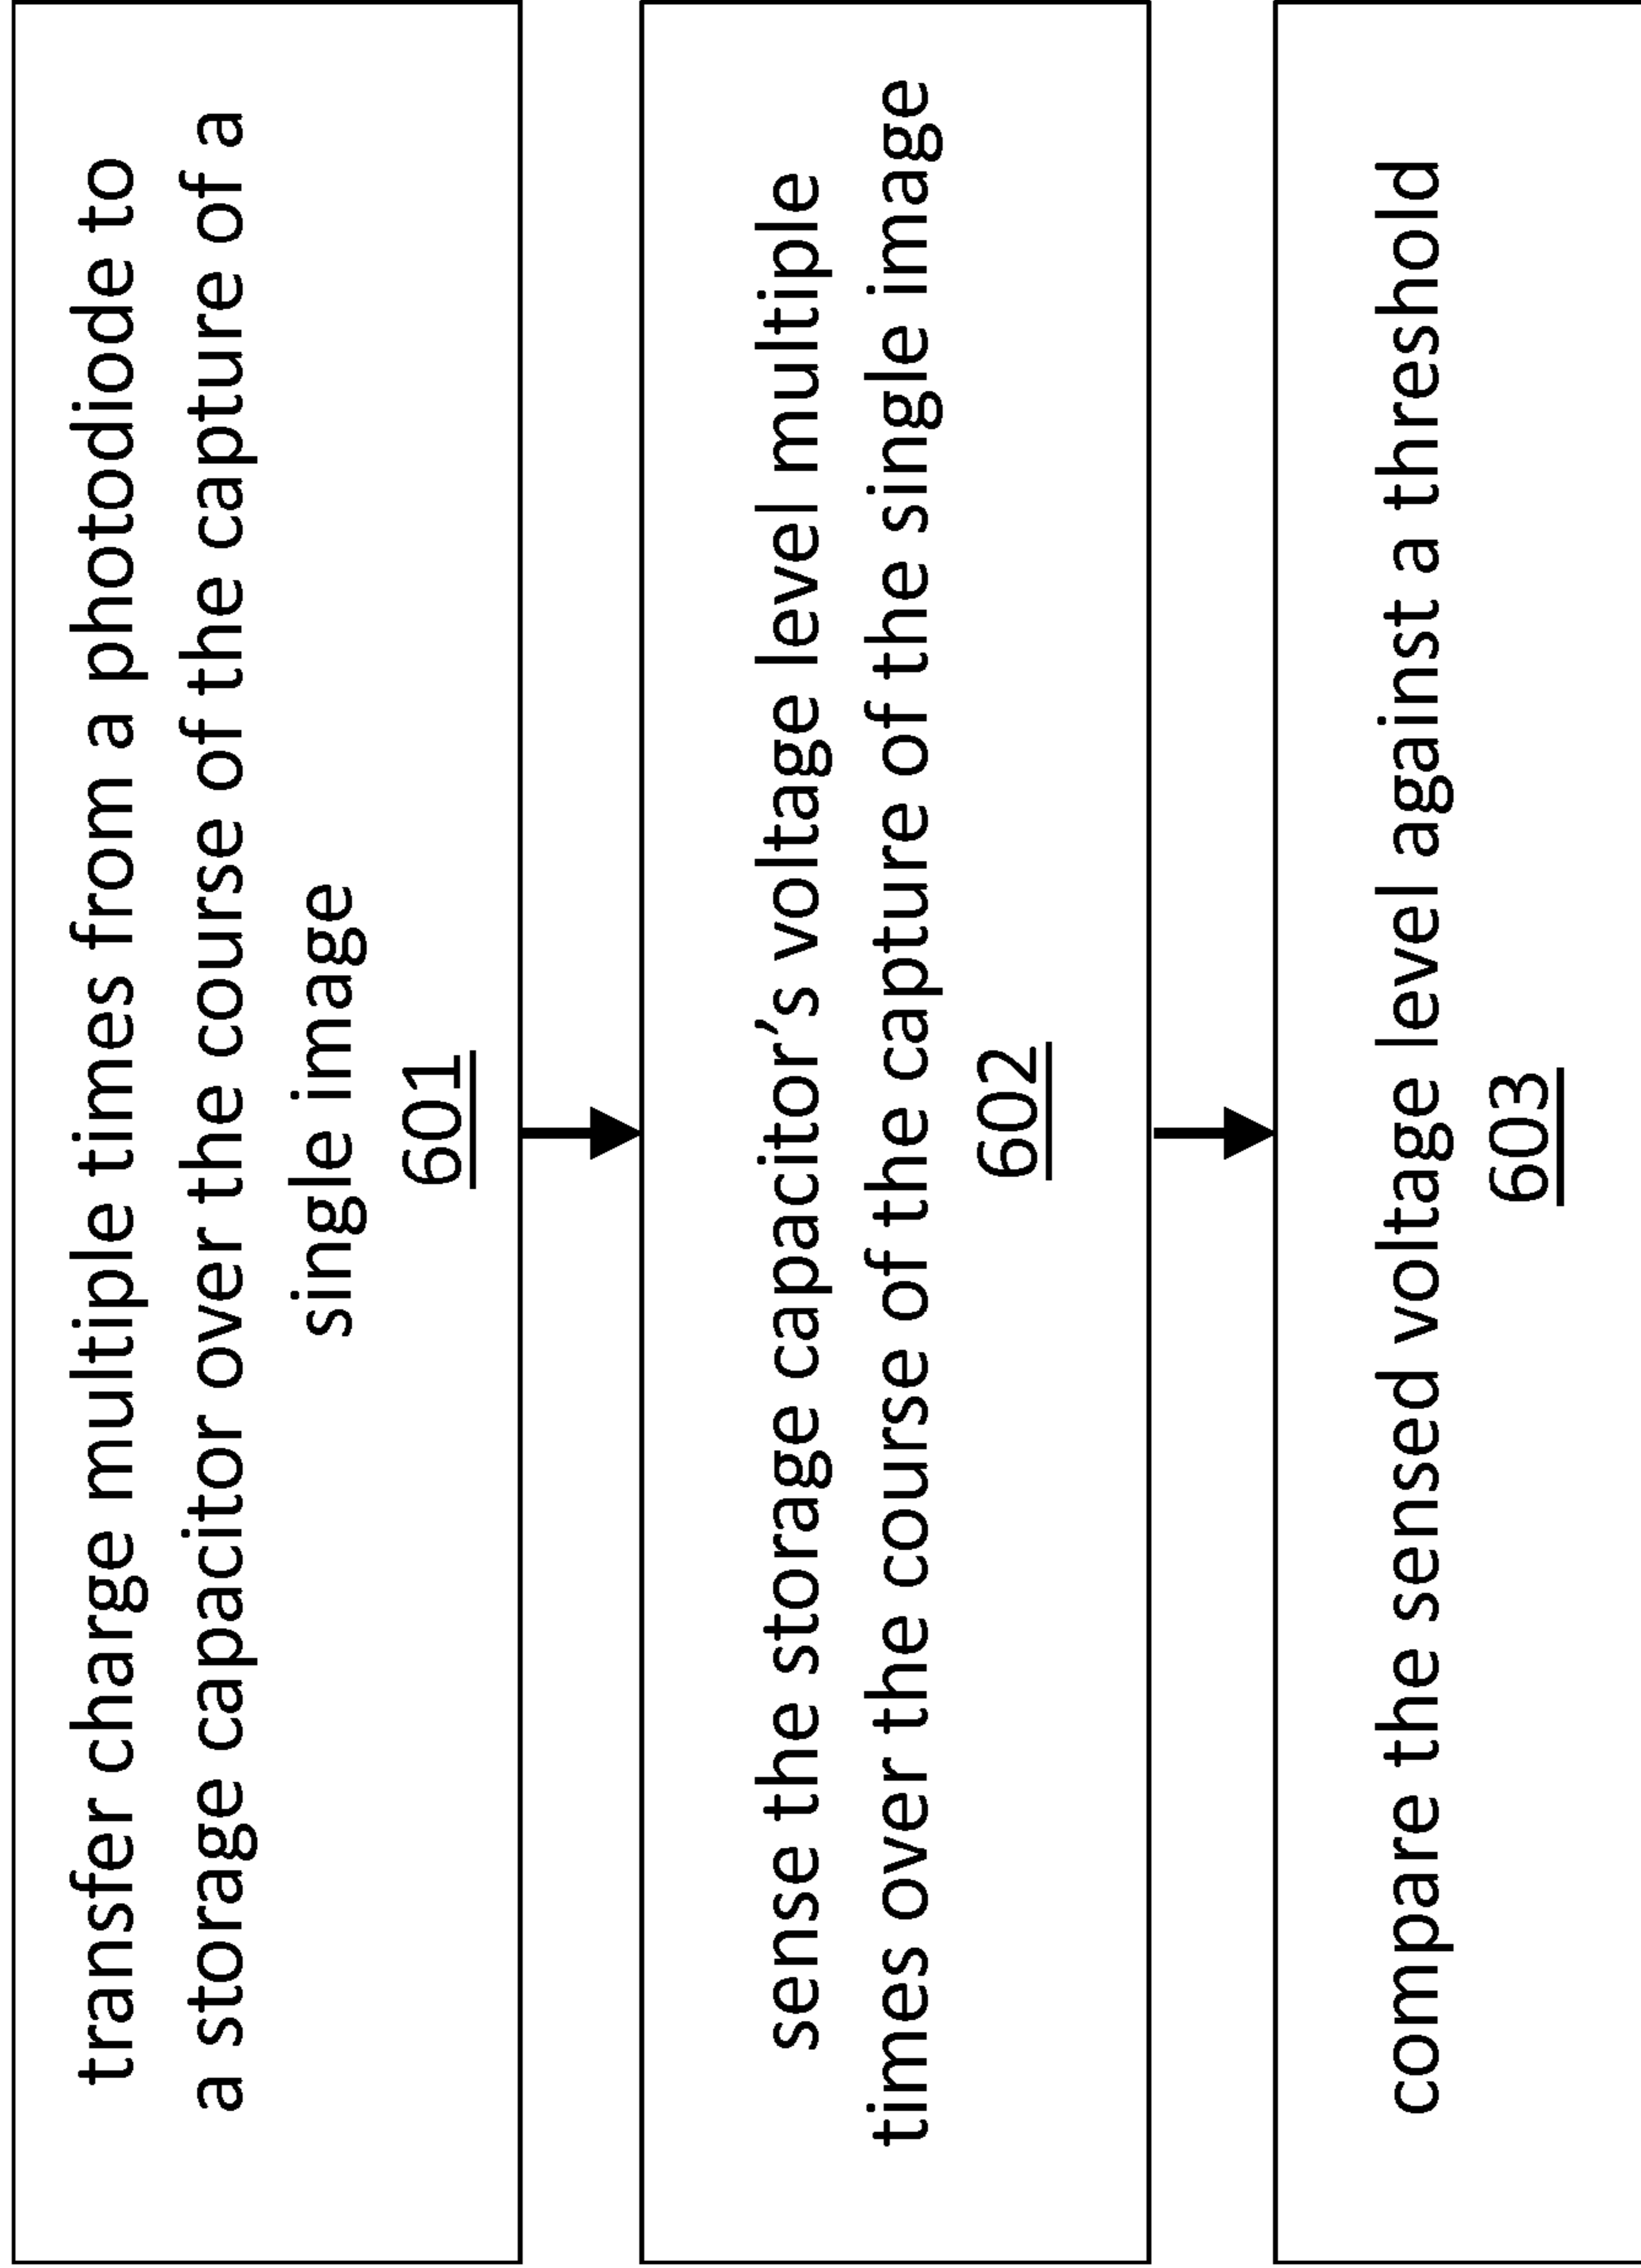 transfer charge multiple times from a photodiode to
a storage capacitor over the course of the capture of a
single image
601
sense the storage capacitor’s voltage level multiple
times over the course of the capture of the single image
602
compare the sensed voltage level against a threshold
603